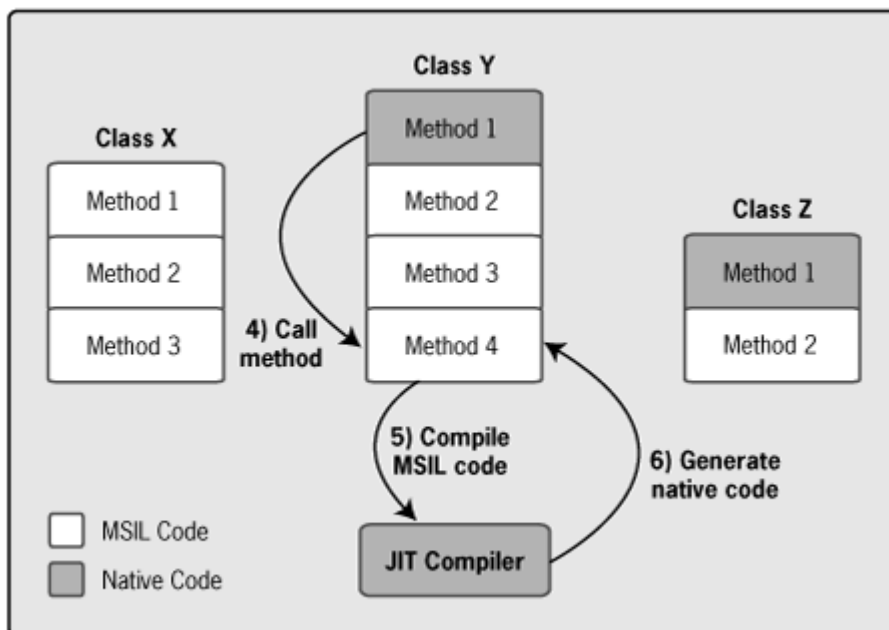 Class X
Method 1
Method 2
Method 3
Class Y
Method 1
Method 2
Method 3
Method 4
Class Z
Method 1
Method 2
4) Call
method
5) Compile
MSIL code
6) Generate
native code
JIT Compiler
MSIL Code
Native Code